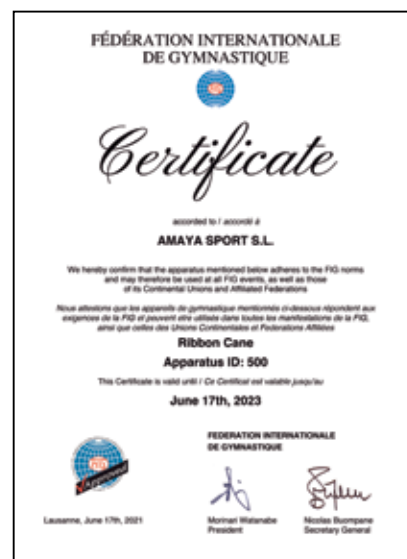 FÉDÉRATION INTERNATIONALE
DE GYMNASTIQUE
FIG
Certificate
accorded to / accordé à
AMAYA SPORT S.L.
We hereby confirm that the apparatus mentioned below adheres to the FIG norms
and may therefore be used at all FIG events, as well as those
of its Continental Unions and Affiliated Federations
Nous attestons que les appareils de gymnastique mentionnés ci-dessous répondent aux
exigences de la FIG et peuvent être utilisés dans toutes les manifestations de la FIG,
ainsi que celles des Unions Continentales et Federations Affiliées
Ribbon Cane
Apparatus ID: 500
This Certificate is valid until / Ce Certificat est valable jusqu'au
June 17th, 2023
FEDERATION INTERNATIONALE
DE GYMNASTIQUE
FIG
Approved
Lausanne, June 17th, 2021
Morinari Watanabe
President
Nicolas Buompane
Secretary General